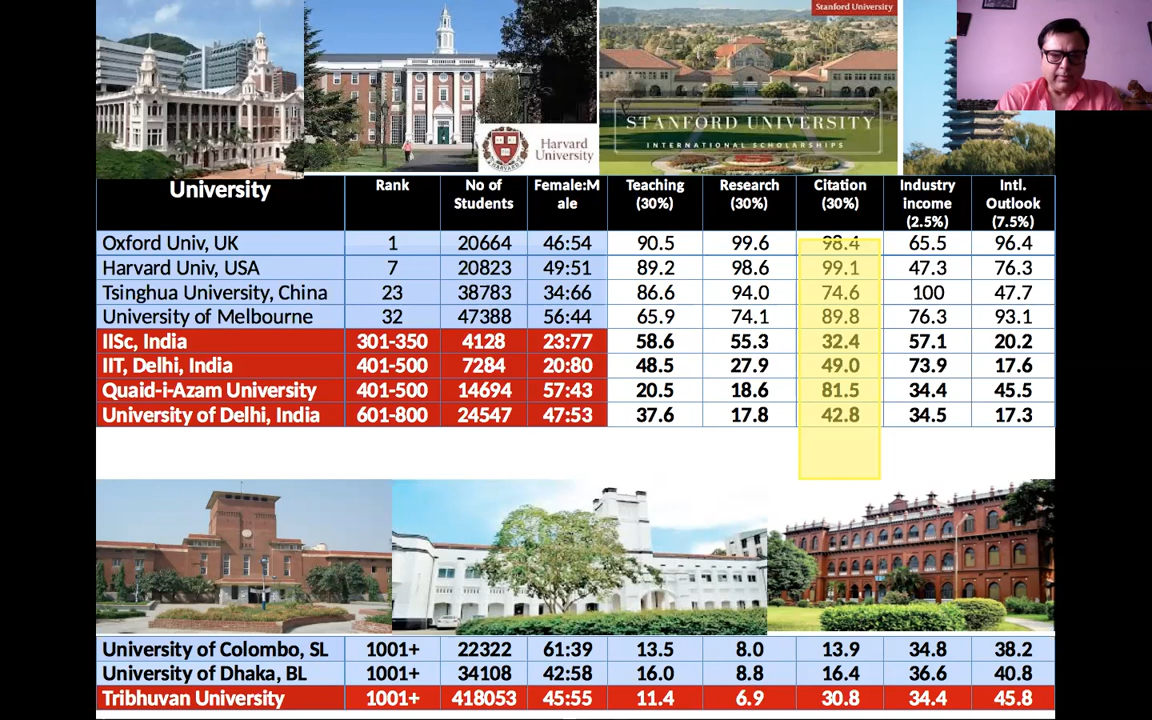 Stanford University
Harvard
University
STANFORD UNIVERSITY
INTERNATIONAL SCHOLARSHIPS
University Rank No of Students Female:Male Teaching (30%) Research (30%) Citation (30%) Industry income (2.5%) Intl. Outlook (7.5%)
Oxford Univ, UK 1 20664 46:54 90.5 99.6 98.4 65.5 96.4
Harvard Univ, USA 7 20823 49:51 89.2 98.6 99.1 47.3 76.3
Tsinghua University, China 23 38783 34:66 86.6 94.0 74.6 100 47.7
University of Melbourne 32 47388 56:44 65.9 74.1 89.8 76.3 93.1
IISc, India 301-350 4128 23:77 58.6 55.3 32.4 57.1 20.2
IIT, Delhi, India 401-500 7284 20:80 48.5 27.9 49.0 73.9 17.6
Quaid-i-Azam University 401-500 14694 57:43 20.5 18.6 81.5 34.4 45.5
University of Delhi, India 601-800 24547 47:53 37.6 17.8 42.8 34.5 17.3
University of Colombo, SL 1001+ 22322 61:39 13.5 8.0 13.9 34.8 38.2
University of Dhaka, BL 1001+ 34108 42:58 16.0 8.8 16.4 36.6 40.8
Tribhuvan University 1001+ 418053 45:55 11.4 6.9 30.8 34.4 45.8